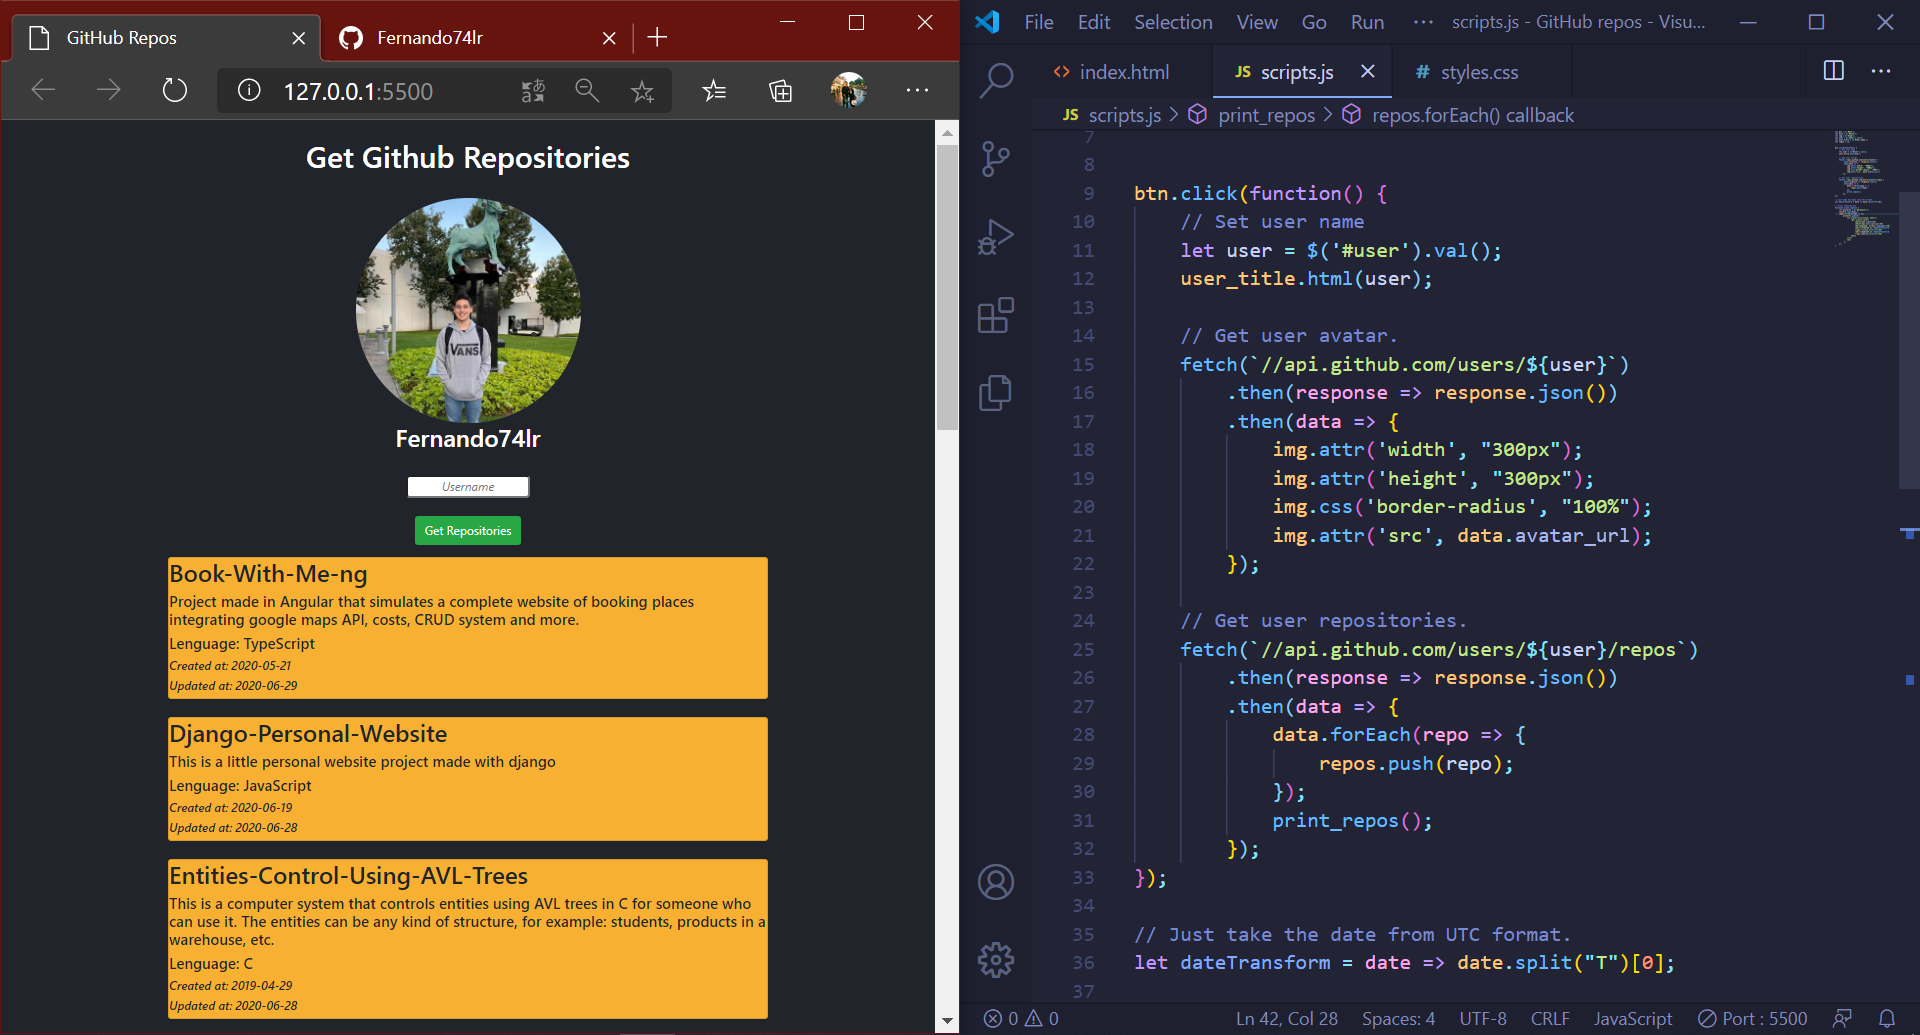 GitHub Repos
Fernando74lr
127.0.0.1:5500
Get Github Repositories
VANS
Fernando74lr
Username
Get Repositories
Book-With-Me-ng
Project made in Angular that simulates a complete website of booking places
integrating google maps API, costs, CRUD system and more.
Lenguage: TypeScript
Created at: 2020-05-21
Updated at: 2020-06-29
Django-Personal-Website
This is a little personal website project made with django
Lenguage: JavaScript
Created at: 2020-06-19
Updated at: 2020-06-28
Entities-Control-Using-AVL-Trees
This is a computer system that controls entities using AVL trees in C for someone who
can use it. The entities can be any kind of structure, for example: students, products in a
warehouse, etc.
Lenguage: C
Created at: 2019-04-29
Updated at: 2020-06-28
File Edit Selection View Go Run ··· scripts.js - GitHub repos - Visu...
<> index.html JS scripts.js # styles.css
JS scripts.js > print_repos > repos.forEach() callback
7
8
9 btn.click(function() {
10 // Set user name
11 let user = $('#user').val();
12 user_title.html(user);
13
14 // Get user avatar.
15 fetch(`//api.github.com/users/${user}`)
16 .then(response => response.json())
17 .then(data => {
18 img.attr('width', "300px");
19 img.attr('height', "300px");
20 img.css('border-radius', "100%");
21 img.attr('src', data.avatar_url);
22 });
23
24 // Get user repositories.
25 fetch(`//api.github.com/users/${user}/repos`)
26 .then(response => response.json())
27 .then(data => {
28 data.forEach(repo => {
29 repos.push(repo);
30 });
31 print_repos();
32 });
33 });
34
35 // Just take the date from UTC format.
36 let dateTransform = date => date.split("T")[0];
37
0 0 Ln 42, Col 28 Spaces: 4 UTF-8 CRLF JavaScript Port : 5500